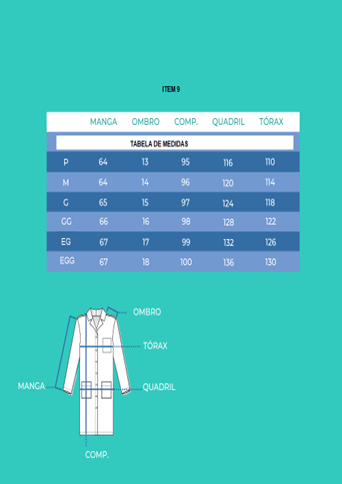 ITEM 9
MANGA OMBRO COMP. QUADRIL TÓRAX
TABELA DE MEDIDAS
P 64 13 95 116 110
M 64 14 96 120 114
G 65 15 97 124 118
GG 66 16 98 128 122
EG 67 17 99 132 126
EGG 67 18 100 136 130
OMBRO
TÓRAX
MANGA
QUADRIL
COMP.